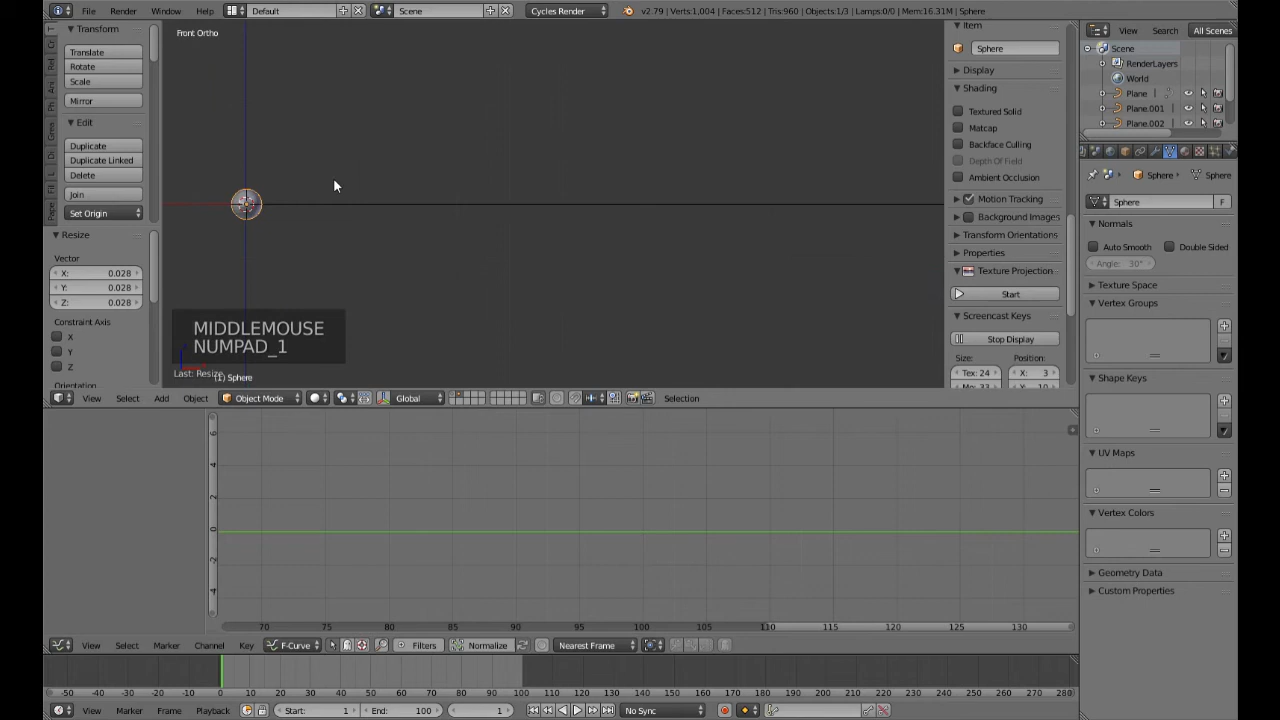 File Render Window Help Default Scene Cycles Render v2.79 | Verts:1,004 | Faces:512 | Tris:960 | Objects:1/3 | Lamps:0/0 | Mem:16.31M | Sphere
Transform
Translate
Rotate
Scale
Mirror
Edit
Duplicate
Duplicate Linked
Delete
Join
Set Origin
Resize
Vector
X: 0.028
Y: 0.028
Z: 0.028
Constraint Axis
X
Y
Z
Orientation
Front Ortho
MIDDLEMOUSE
NUMPAD_1
Last: Resize
(1) Sphere
Item
Sphere
Display
Shading
Textured Solid
Matcap
Backface Culling
Depth Of Field
Ambient Occlusion
Motion Tracking
Background Images
Transform Orientations
Properties
Texture Projection
Start
Screencast Keys
Stop Display
Size: Position:
Tex: 24 X: 3
View Search All Scenes
Scene
RenderLayers
World
Plane
Plane.001
Plane.002
Sphere Sphere
Sphere F
Normals
Auto Smooth Double Sided
Angle: 30°
Texture Space
Vertex Groups
Shape Keys
UV Maps
Vertex Colors
Geometry Data
Custom Properties
View Select Add Object Object Mode Global Selection
6
4
2
0
-2
-4
70 75 80 85 90 95 100 105 110 115 120 125 130
View Select Marker Channel Key F-Curve Filters Normalize Nearest Frame
-50 -40 -30 -20 -10 0 10 20 30 40 50 60 70 80 90 100 110 120 130 140 150 160 170 180 190 200 210 220 230 240 250 260 270 280
View Marker Frame Playback Start: 1 End: 100 1 No Sync